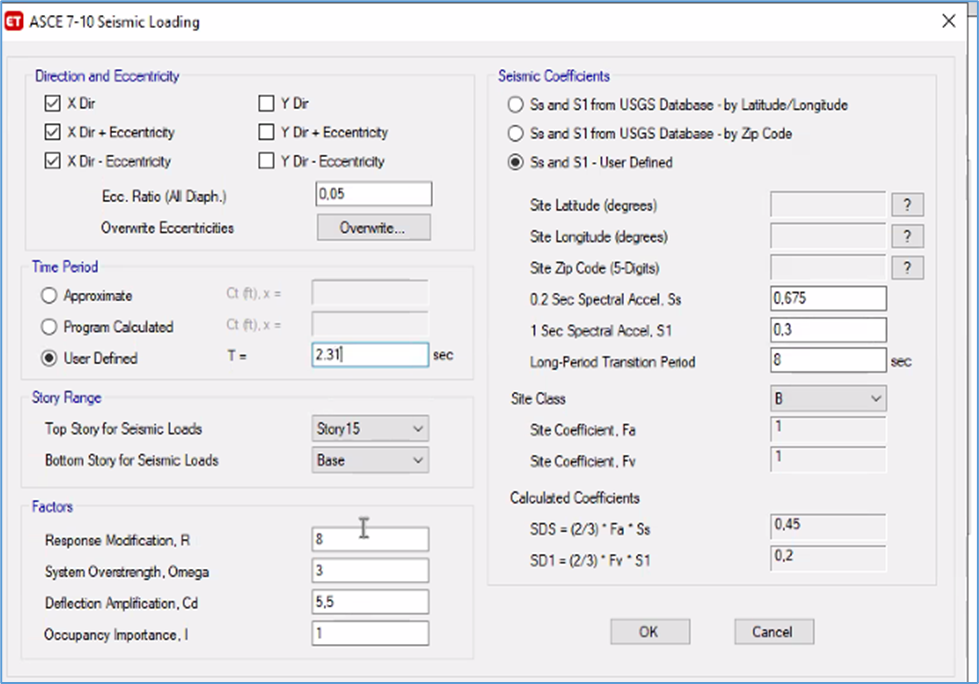 ET ASCE 7-10 Seismic Loading
Direction and Eccentricity
X Dir
Y Dir
X Dir + Eccentricity
Y Dir + Eccentricity
X Dir - Eccentricity
Y Dir - Eccentricity
Ecc. Ratio (All Diaph.) 0,05
Overwrite Eccentricities Overwrite...
Time Period
Approximate Ct (ft), x =
Program Calculated Ct (ft), x =
User Defined T = 2.31 sec
Story Range
Top Story for Seismic Loads Story15
Bottom Story for Seismic Loads Base
Factors
Response Modification, R 8
System Overstrength, Omega 3
Deflection Amplification, Cd 5,5
Occupancy Importance, I 1
Seismic Coefficients
Ss and S1 from USGS Database - by Latitude/Longitude
Ss and S1 from USGS Database - by Zip Code
Ss and S1 - User Defined
Site Latitude (degrees) ?
Site Longitude (degrees) ?
Site Zip Code (5-Digits) ?
0.2 Sec Spectral Accel, Ss 0,675
1 Sec Spectral Accel, S1 0,3
Long-Period Transition Period 8 sec
Site Class B
Site Coefficient, Fa 1
Site Coefficient, Fv 1
Calculated Coefficients
SDS = (2/3) * Fa * Ss 0,45
SD1 = (2/3) * Fv * S1 0,2
OK Cancel